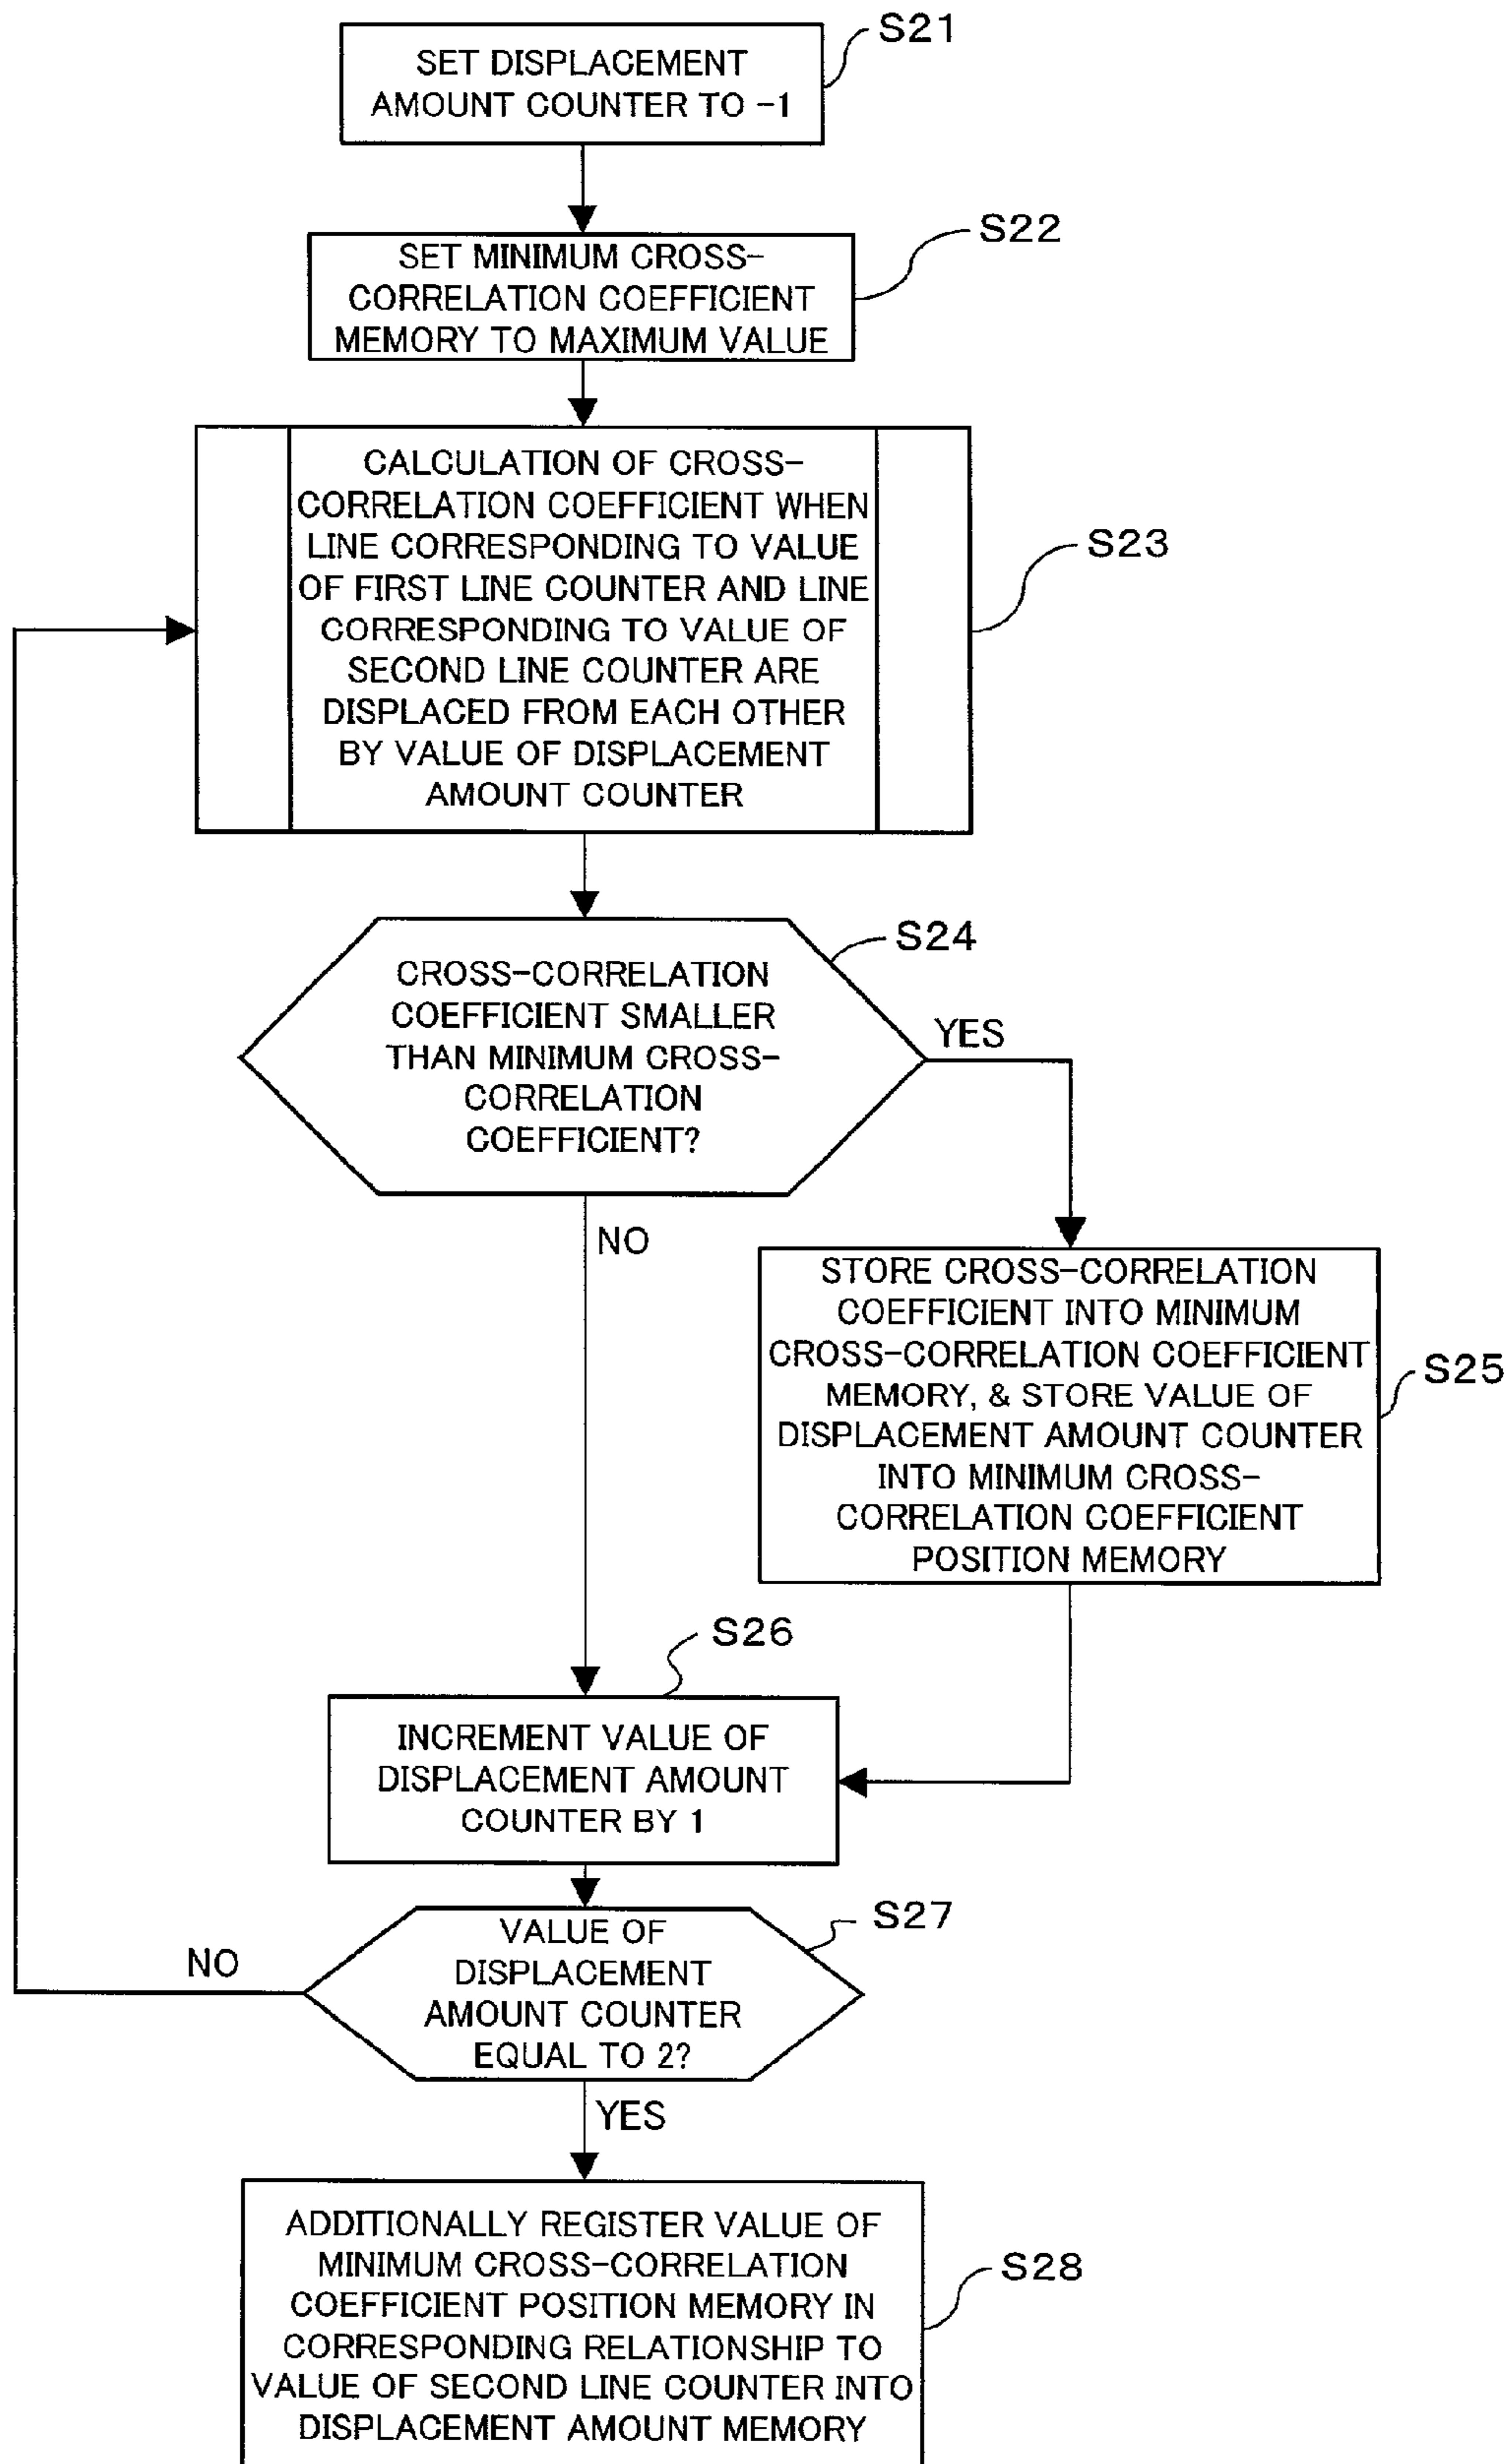 S21
SET DISPLACEMENT
AMOUNT COUNTER TO -1
S22
SET MINIMUM CROSS-
CORRELATION COEFFICIENT
MEMORY TO MAXIMUM VALUE
CALCULATION OF CROSS-
CORRELATION COEFFICIENT WHEN
LINE CORRESPONDING TO VALUE
OF FIRST LINE COUNTER AND LINE
CORRESPONDING TO VALUE OF
SECOND LINE COUNTER ARE
DISPLACED FROM EACH OTHER
BY VALUE OF DISPLACEMENT
AMOUNT COUNTER
S23
S24
CROSS-CORRELATION
COEFFICIENT SMALLER
THAN MINIMUM CROSS-
CORRELATION
COEFFICIENT?
YES
NO
STORE CROSS-CORRELATION
COEFFICIENT INTO MINIMUM
CROSS-CORRELATION COEFFICIENT
MEMORY, & STORE VALUE OF
DISPLACEMENT AMOUNT COUNTER
INTO MINIMUM CROSS-
CORRELATION COEFFICIENT
POSITION MEMORY
S25
S26
INCREMENT VALUE OF
DISPLACEMENT AMOUNT
COUNTER BY 1
S27
VALUE OF
DISPLACEMENT
AMOUNT COUNTER
EQUAL TO 2?
NO
YES
ADDITIONALLY REGISTER VALUE OF
MINIMUM CROSS-CORRELATION
COEFFICIENT POSITION MEMORY IN
CORRESPONDING RELATIONSHIP TO
VALUE OF SECOND LINE COUNTER INTO
DISPLACEMENT AMOUNT MEMORY
S28